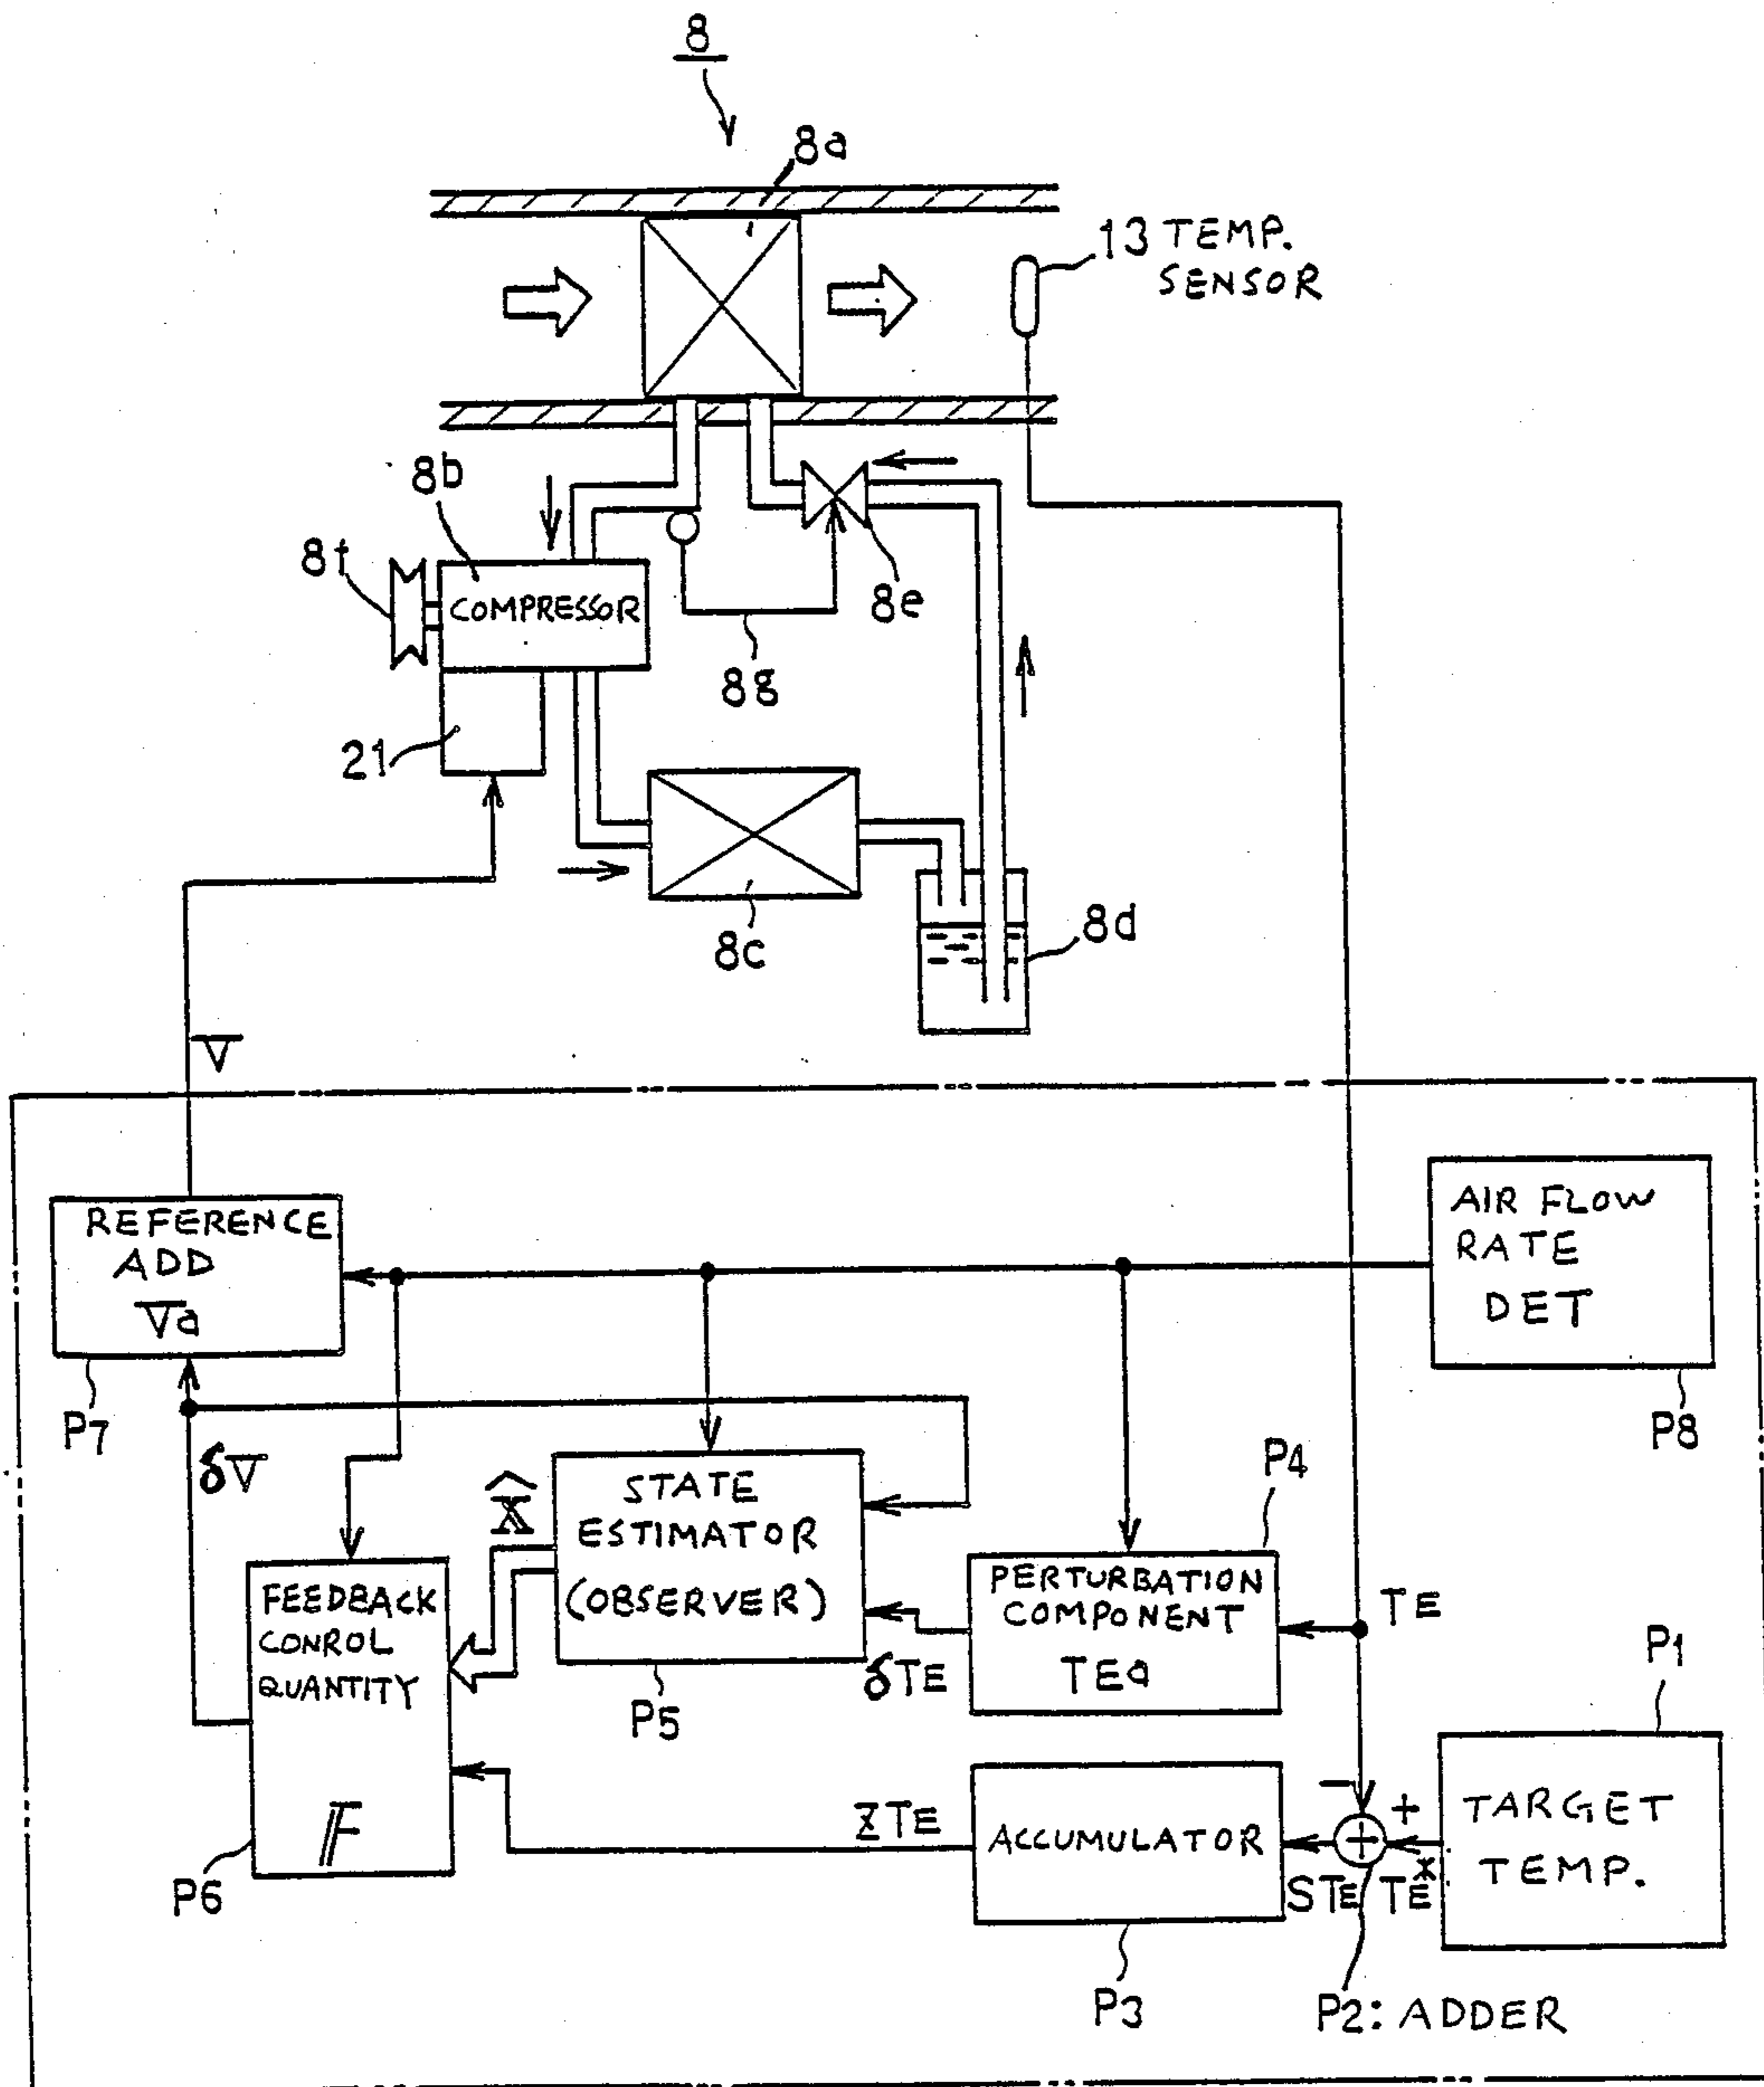 8
8a
13 TEMP.
SENSOR
8b
8f
COMPRESSOR
8e
8g
21
8c
8d
V
REFERENCE
ADD
Va
AIR FLOW
RATE
DET
P7
P8
δV
X̂
STATE
ESTIMATOR
(OBSERVER)
P4
FEEDBACK
CONROL
QUANTITY
F
PERTURBATION
COMPONENT
TEa
TE
P1
P5
δTE
ZTE
ACCUMULATOR
−
+
+
TARGET
TEMP.
STE
TE*
P6
P3
P2: ADDER